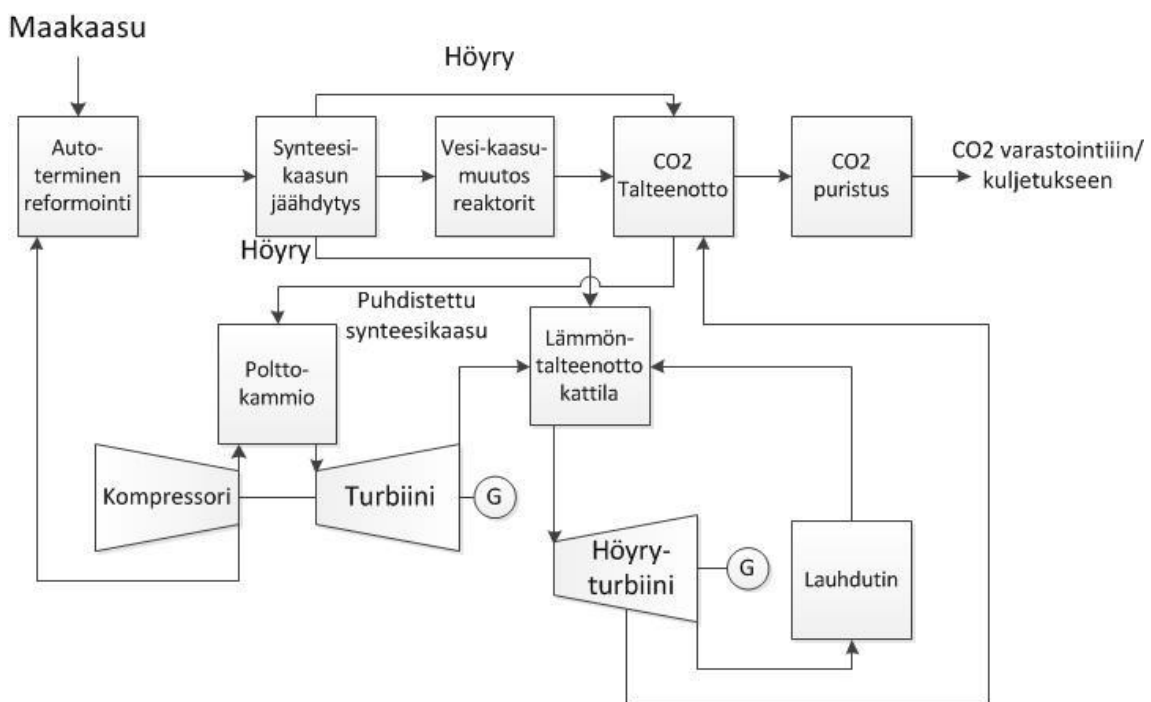 Maakaasu
Höyry
Auto-
terminen
reformointi
Synteesi-
kaasun
jäähdytys
Vesi-kaasu-
muutos
reaktorit
CO2
Talteenotto
CO2
puristus
CO2 varastointiiin/
kuljetukseen
Höyry
Puhdistettu
synteesikaasu
Poltto-
kammio
Lämmön-
talteenotto
kattila
Kompressori
Turbiini
G
Höyry-
turbiini
G
Lauhdutin